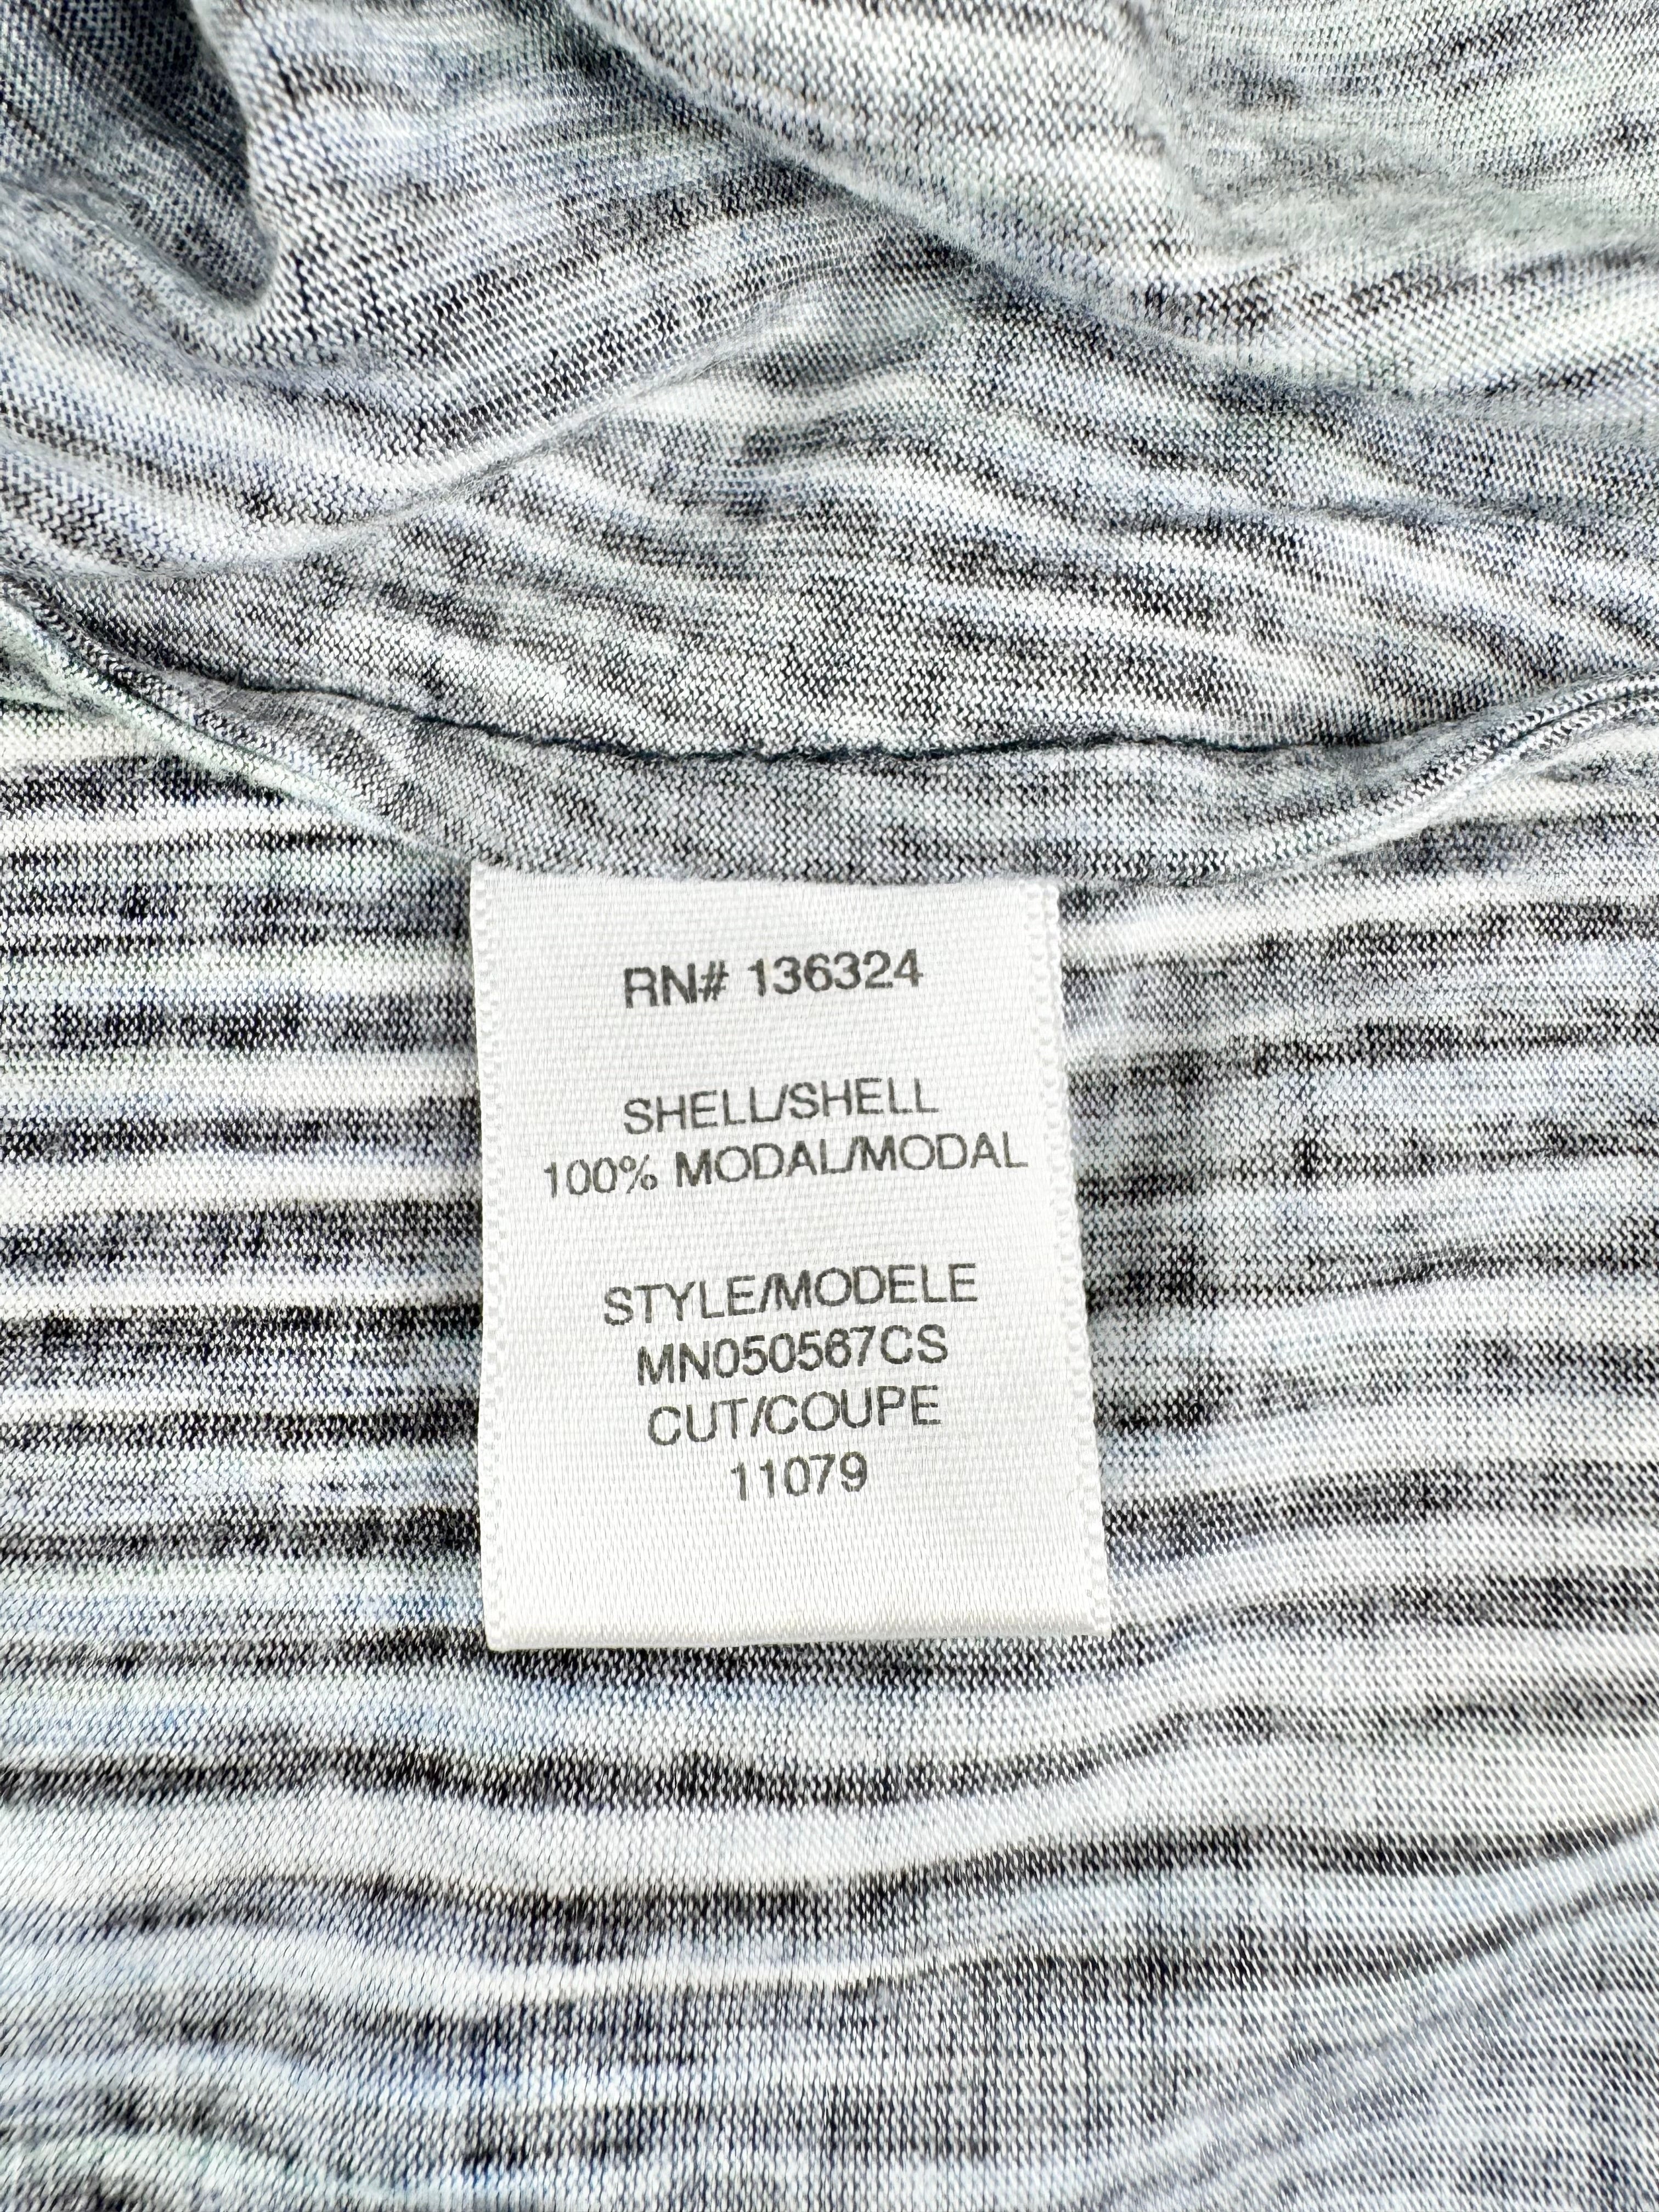 RN# 136324
SHELL/SHELL
100% MODAL/MODAL
STYLE/MODELE
MN050567CS
CUT/COUPE
11079